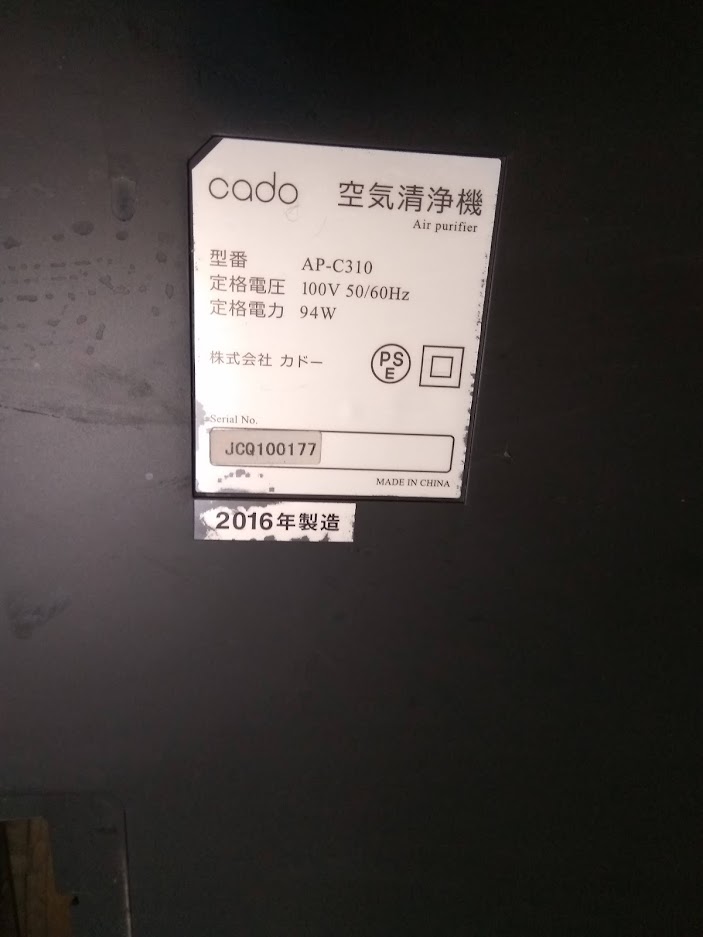 cado 空気清浄機
Air purifier
型番 AP-C310
定格電圧 100V 50/60Hz
定格電力 94W
株式会社 カドー PS E
Serial No.
JCQ100177
MADE IN CHINA
2016年製造